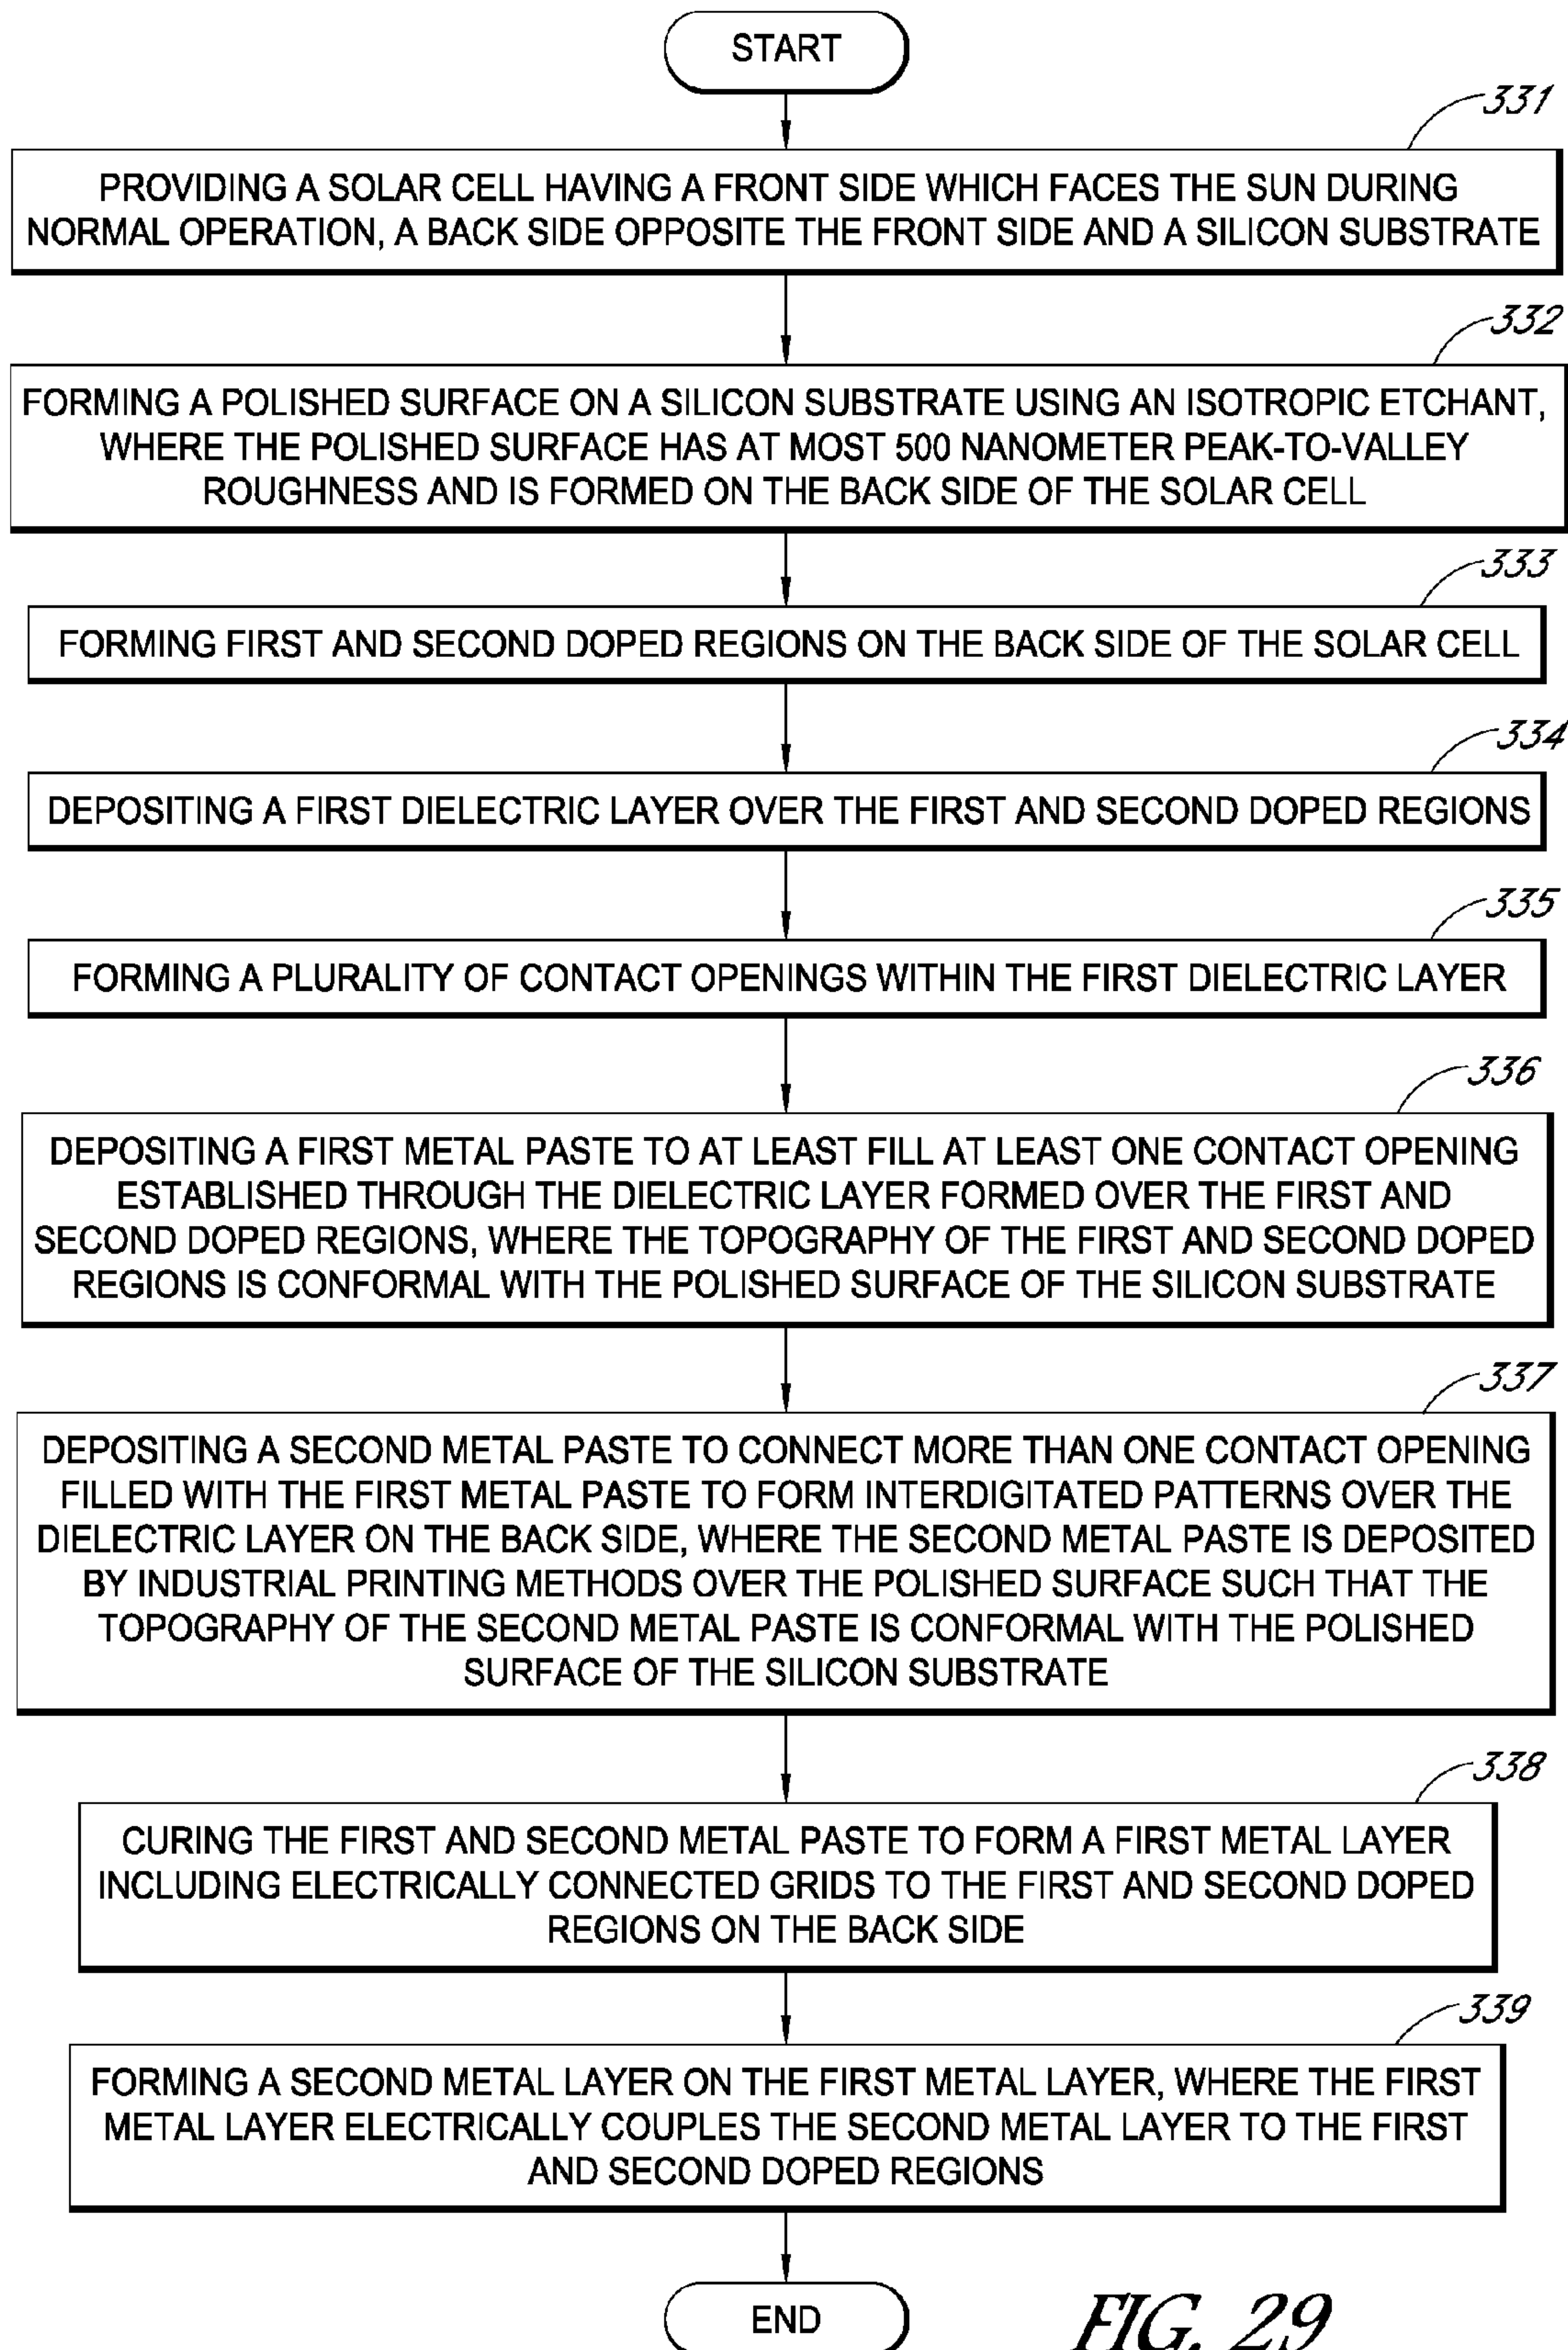 START
331
PROVIDING A SOLAR CELL HAVING A FRONT SIDE WHICH FACES THE SUN DURING
NORMAL OPERATION, A BACK SIDE OPPOSITE THE FRONT SIDE AND A SILICON SUBSTRATE
332
FORMING A POLISHED SURFACE ON A SILICON SUBSTRATE USING AN ISOTROPIC ETCHANT,
WHERE THE POLISHED SURFACE HAS AT MOST 500 NANOMETER PEAK-TO-VALLEY
ROUGHNESS AND IS FORMED ON THE BACK SIDE OF THE SOLAR CELL
333
FORMING FIRST AND SECOND DOPED REGIONS ON THE BACK SIDE OF THE SOLAR CELL
334
DEPOSITING A FIRST DIELECTRIC LAYER OVER THE FIRST AND SECOND DOPED REGIONS
335
FORMING A PLURALITY OF CONTACT OPENINGS WITHIN THE FIRST DIELECTRIC LAYER
336
DEPOSITING A FIRST METAL PASTE TO AT LEAST FILL AT LEAST ONE CONTACT OPENING
ESTABLISHED THROUGH THE DIELECTRIC LAYER FORMED OVER THE FIRST AND
SECOND DOPED REGIONS, WHERE THE TOPOGRAPHY OF THE FIRST AND SECOND DOPED
REGIONS IS CONFORMAL WITH THE POLISHED SURFACE OF THE SILICON SUBSTRATE
337
DEPOSITING A SECOND METAL PASTE TO CONNECT MORE THAN ONE CONTACT OPENING
FILLED WITH THE FIRST METAL PASTE TO FORM INTERDIGITATED PATTERNS OVER THE
DIELECTRIC LAYER ON THE BACK SIDE, WHERE THE SECOND METAL PASTE IS DEPOSITED
BY INDUSTRIAL PRINTING METHODS OVER THE POLISHED SURFACE SUCH THAT THE
TOPOGRAPHY OF THE SECOND METAL PASTE IS CONFORMAL WITH THE POLISHED
SURFACE OF THE SILICON SUBSTRATE
338
CURING THE FIRST AND SECOND METAL PASTE TO FORM A FIRST METAL LAYER
INCLUDING ELECTRICALLY CONNECTED GRIDS TO THE FIRST AND SECOND DOPED
REGIONS ON THE BACK SIDE
339
FORMING A SECOND METAL LAYER ON THE FIRST METAL LAYER, WHERE THE FIRST
METAL LAYER ELECTRICALLY COUPLES THE SECOND METAL LAYER TO THE FIRST
AND SECOND DOPED REGIONS
END
FIG. 29